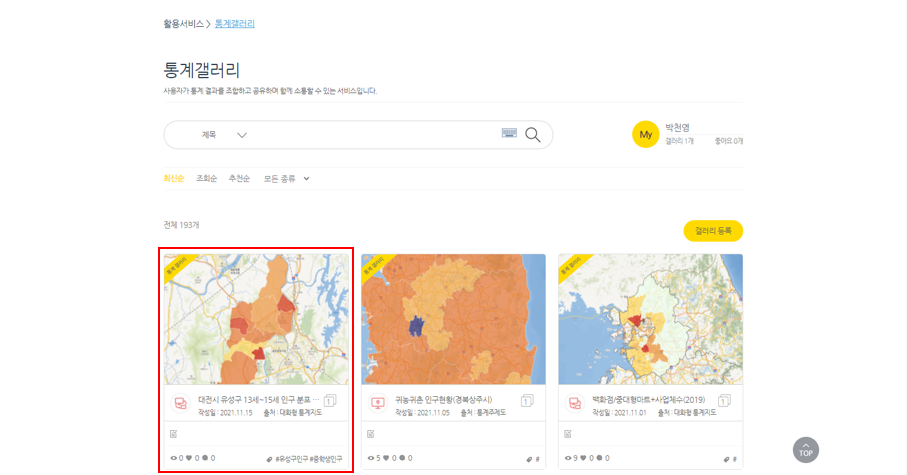 활용서비스 > 통계갤러리
통계갤러리
사용자가 통계 결과를 조합하고 공유하며 함께 소통할 수 있는 서비스입니다.
제목
My
박천영
갤러리 1개 좋아요 0개
최신순 조회순 추천순 모든 종류
전체 193개
갤러리 등록
통계 갤러리
대전시 유성구 13세~15세 인구 분포 ...
1
작성일 : 2021.11.15 출처 : 대화형 통계지도
0 0 0 #유성구인구 #중학생인구
통계 갤러리
귀농귀촌 인구현황(경북상주시)
1
작성일 : 2021.11.05 출처 : 통계주제도
5 0 0 #
통계 갤러리
백화점/중대형마트+사업체수(2019)
1
작성일 : 2021.11.01 출처 : 대화형 통계지도
9 0 0 #
TOP